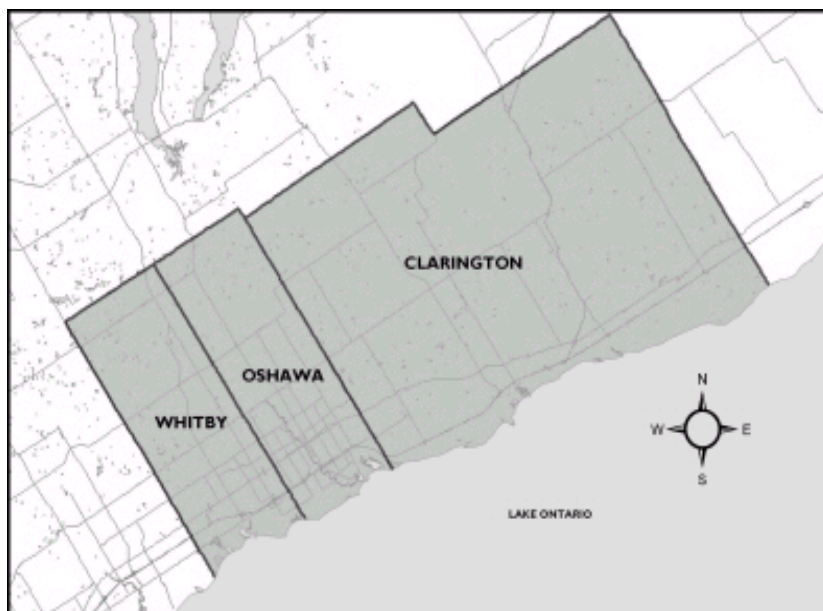 CLARINGTON
OSHAWA
WHITBY
N
W E
S
LAKE ONTARIO